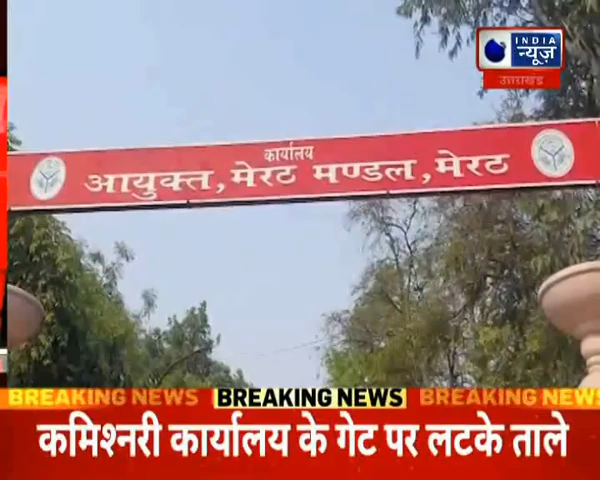 INDIA
न्यूज़
उत्तराखंड
कार्यालय
आयुक्त, मेरठ मण्डल, मेरठ
BREAKING NEWS BREAKING NEWS BREAKING NEWS
कमिश्नरी कार्यालय के गेट पर लटके ताले